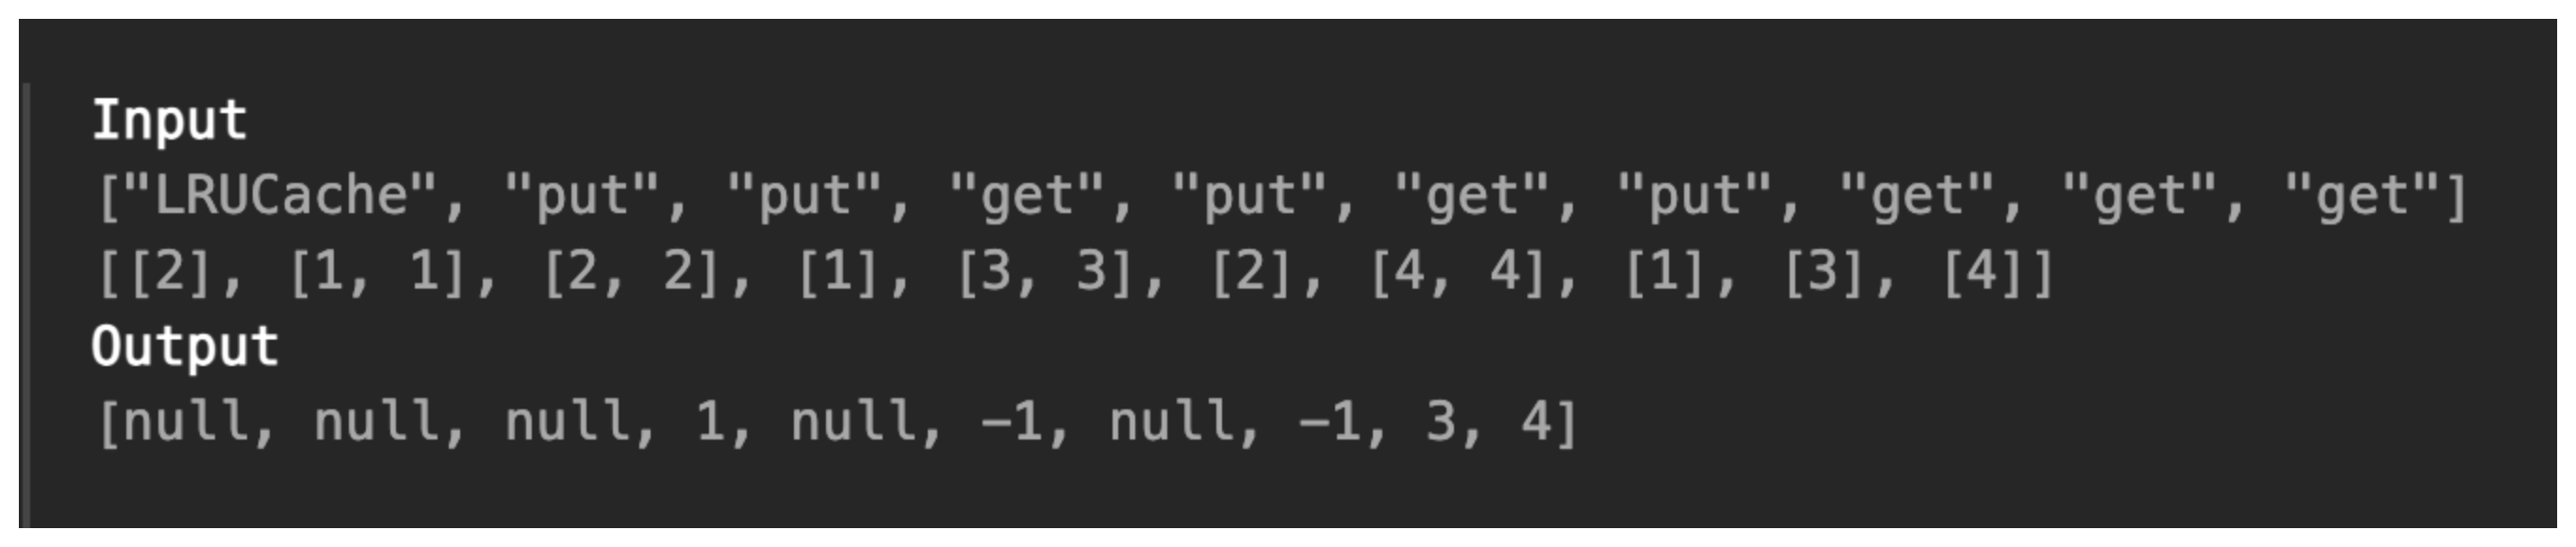 Input
["LRUCache", "put", "put", "get", "put", "get", "put", "get", "get", "get"]
[[2], [1, 1], [2, 2], [1], [3, 3], [2], [4, 4], [1], [3], [4]]
Output
[null, null, null, 1, null, -1, null, -1, 3, 4]